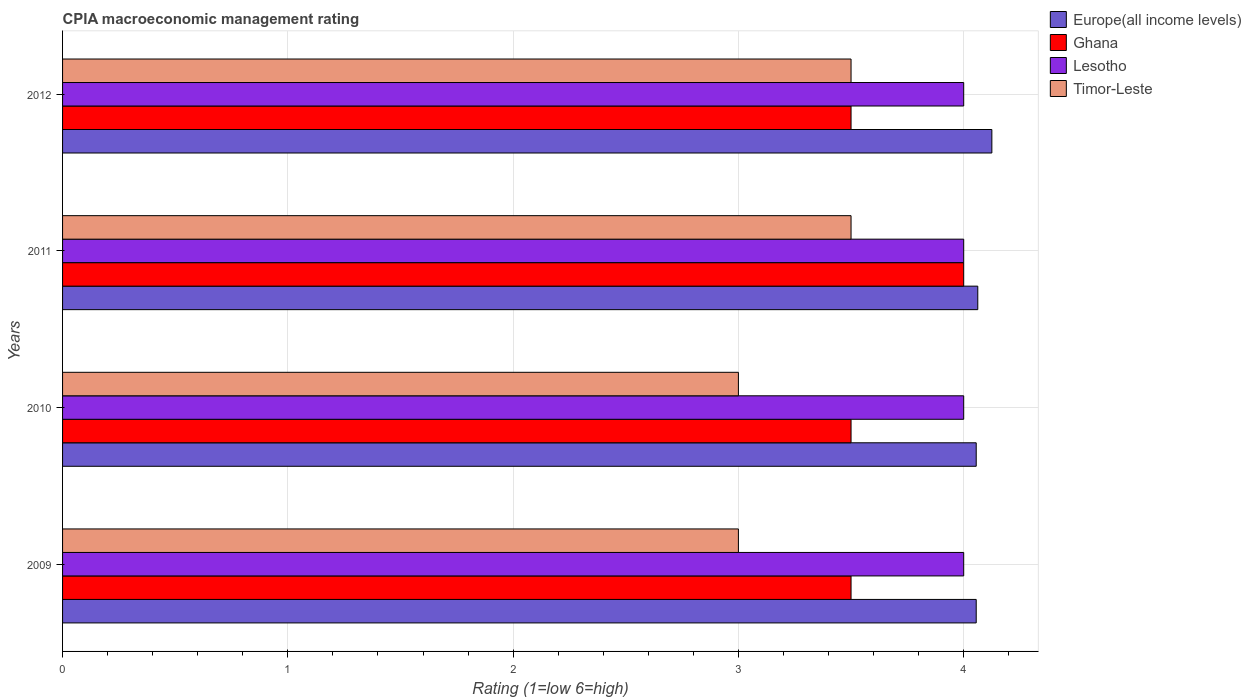 CPIA macroeconomic management rating
Europe(all income levels)
Ghana
Lesotho
Timor-Leste
2012
2011
2010
2009
Years
0
1
2
3
4
Rating (1=low 6=high)